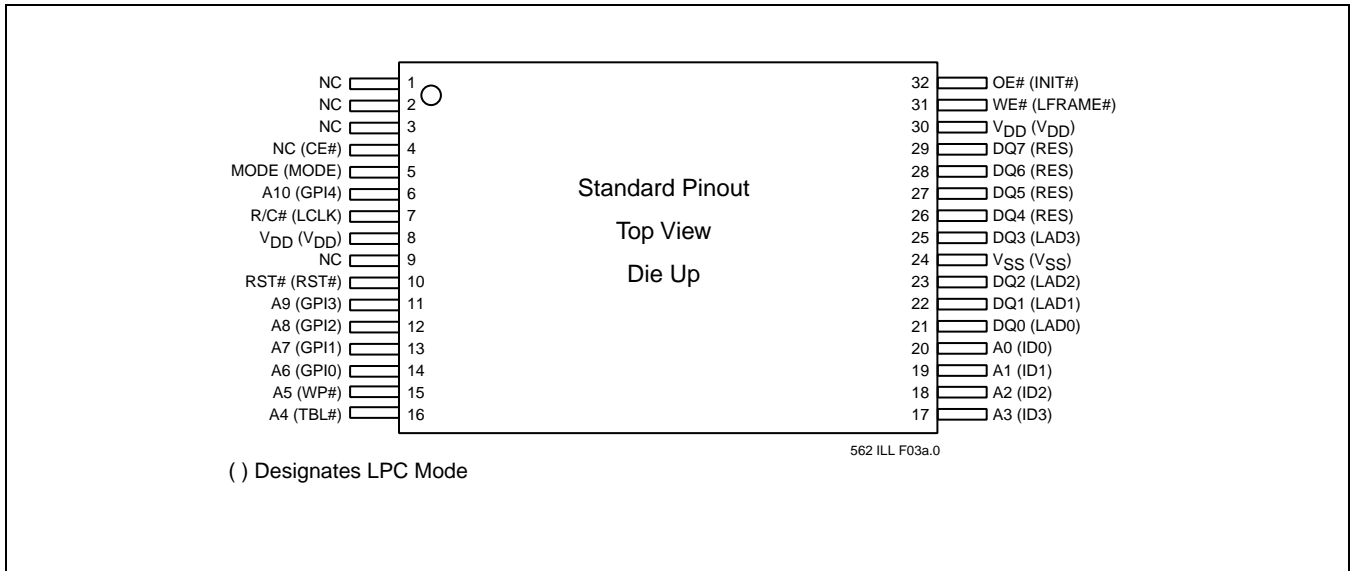 NC 1
NC 2
NC 3
NC (CE#) 4
MODE (MODE) 5
A10 (GPI4) 6
R/C# (LCLK) 7
VDD (VDD) 8
NC 9
RST# (RST#) 10
A9 (GPI3) 11
A8 (GPI2) 12
A7 (GPI1) 13
A6 (GPI0) 14
A5 (WP#) 15
A4 (TBL#) 16
Standard Pinout
Top View
Die Up
32 OE# (INIT#)
31 WE# (LFRAME#)
30 VDD (VDD)
29 DQ7 (RES)
28 DQ6 (RES)
27 DQ5 (RES)
26 DQ4 (RES)
25 DQ3 (LAD3)
24 VSS (VSS)
23 DQ2 (LAD2)
22 DQ1 (LAD1)
21 DQ0 (LAD0)
20 A0 (ID0)
19 A1 (ID1)
18 A2 (ID2)
17 A3 (ID3)
562 ILL F03a.0
( ) Designates LPC Mode